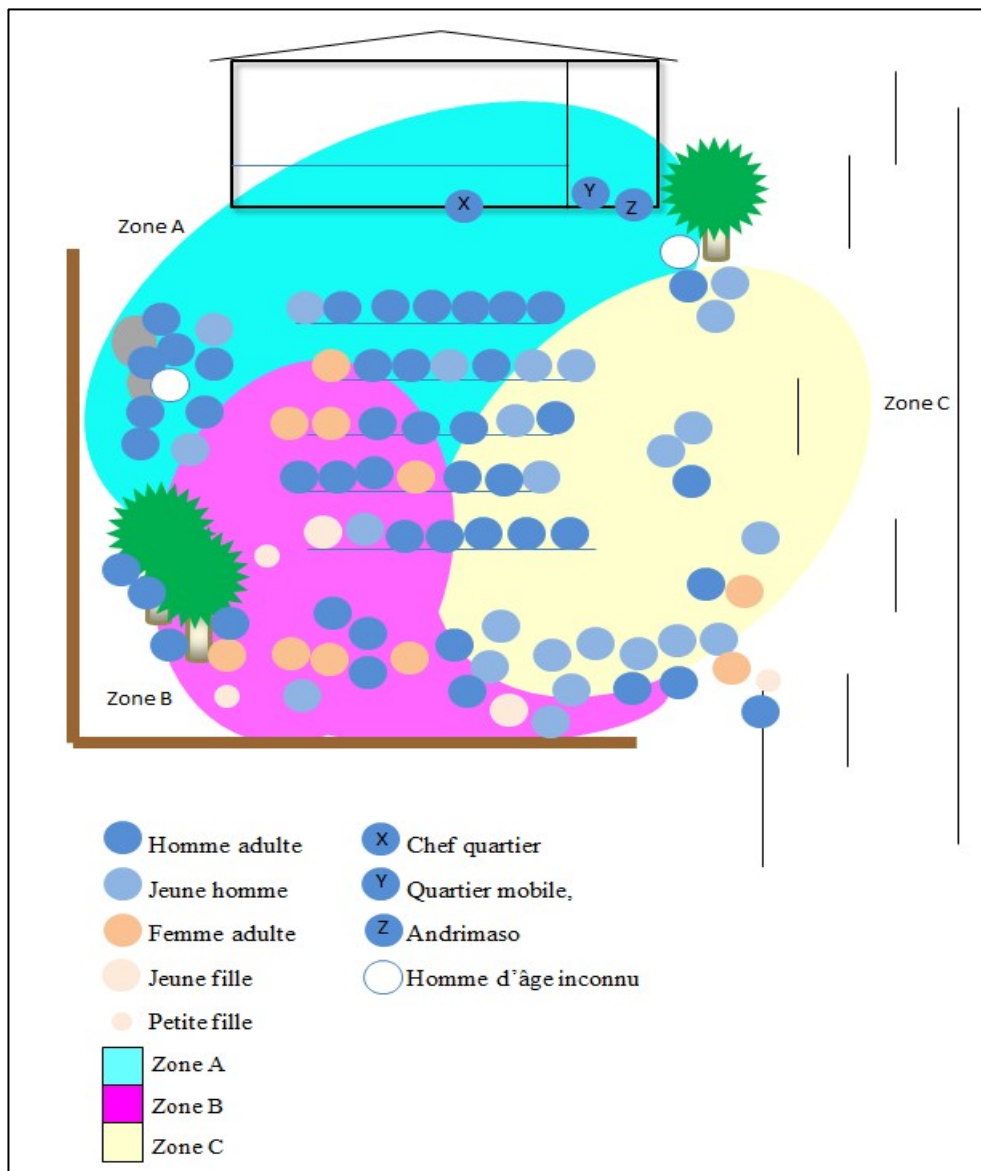 X
Y
Z
Zone A
Zone C
Zone B
Homme adulte
Jeune homme
Femme adulte
Jeune fille
Petite fille
X Chef quartier
Y Quartier mobile,
Z Andrimaso
Homme d’âge inconnu
Zone A
Zone B
Zone C